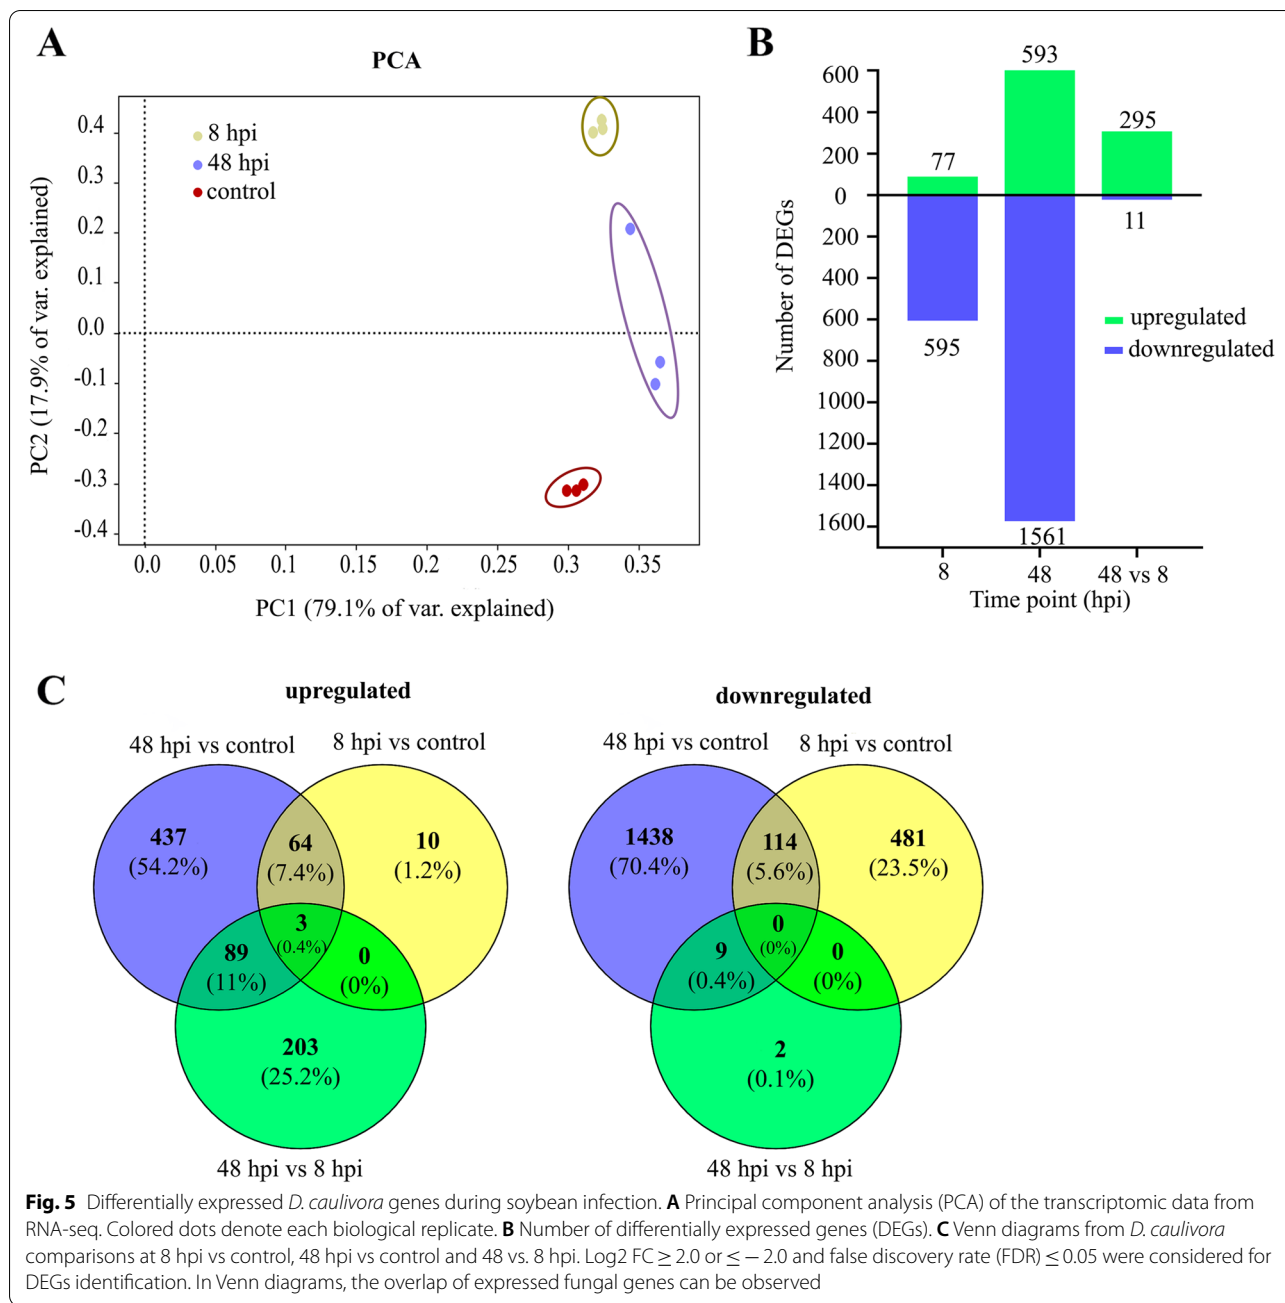 A
PCA
0.4
0.3
0.2
0.1
0.0
-0.1
-0.2
-0.3
-0.4
PC2 (17.9% of var. explained)
8 hpi
48 hpi
control
0.0 0.05 0.1 0.15 0.2 0.25 0.3 0.35
PC1 (79.1% of var. explained)
B
593
295
77
600
400
200
0
200
400
600
800
1000
1200
1400
1600
Number of DEGs
11
595
1561
upregulated
downregulated
8 48 48 vs 8
Time point (hpi)
C
upregulated
48 hpi vs control 8 hpi vs control
437
(54.2%)
64
(7.4%)
10
(1.2%)
3
(0.4%)
89
(11%)
0
(0%)
203
(25.2%)
48 hpi vs 8 hpi
downregulated
48 hpi vs control 8 hpi vs control
1438
(70.4%)
114
(5.6%)
481
(23.5%)
0
(0%)
9
(0.4%)
0
(0%)
2
(0.1%)
48 hpi vs 8 hpi
Fig. 5 Differentially expressed D. caulivora genes during soybean infection. A Principal component analysis (PCA) of the transcriptomic data from
RNA-seq. Colored dots denote each biological replicate. B Number of differentially expressed genes (DEGs). C Venn diagrams from D. caulivora
comparisons at 8 hpi vs control, 48 hpi vs control and 48 vs. 8 hpi. Log2 FC ≥ 2.0 or ≤ − 2.0 and false discovery rate (FDR) ≤ 0.05 were considered for
DEGs identification. In Venn diagrams, the overlap of expressed fungal genes can be observed